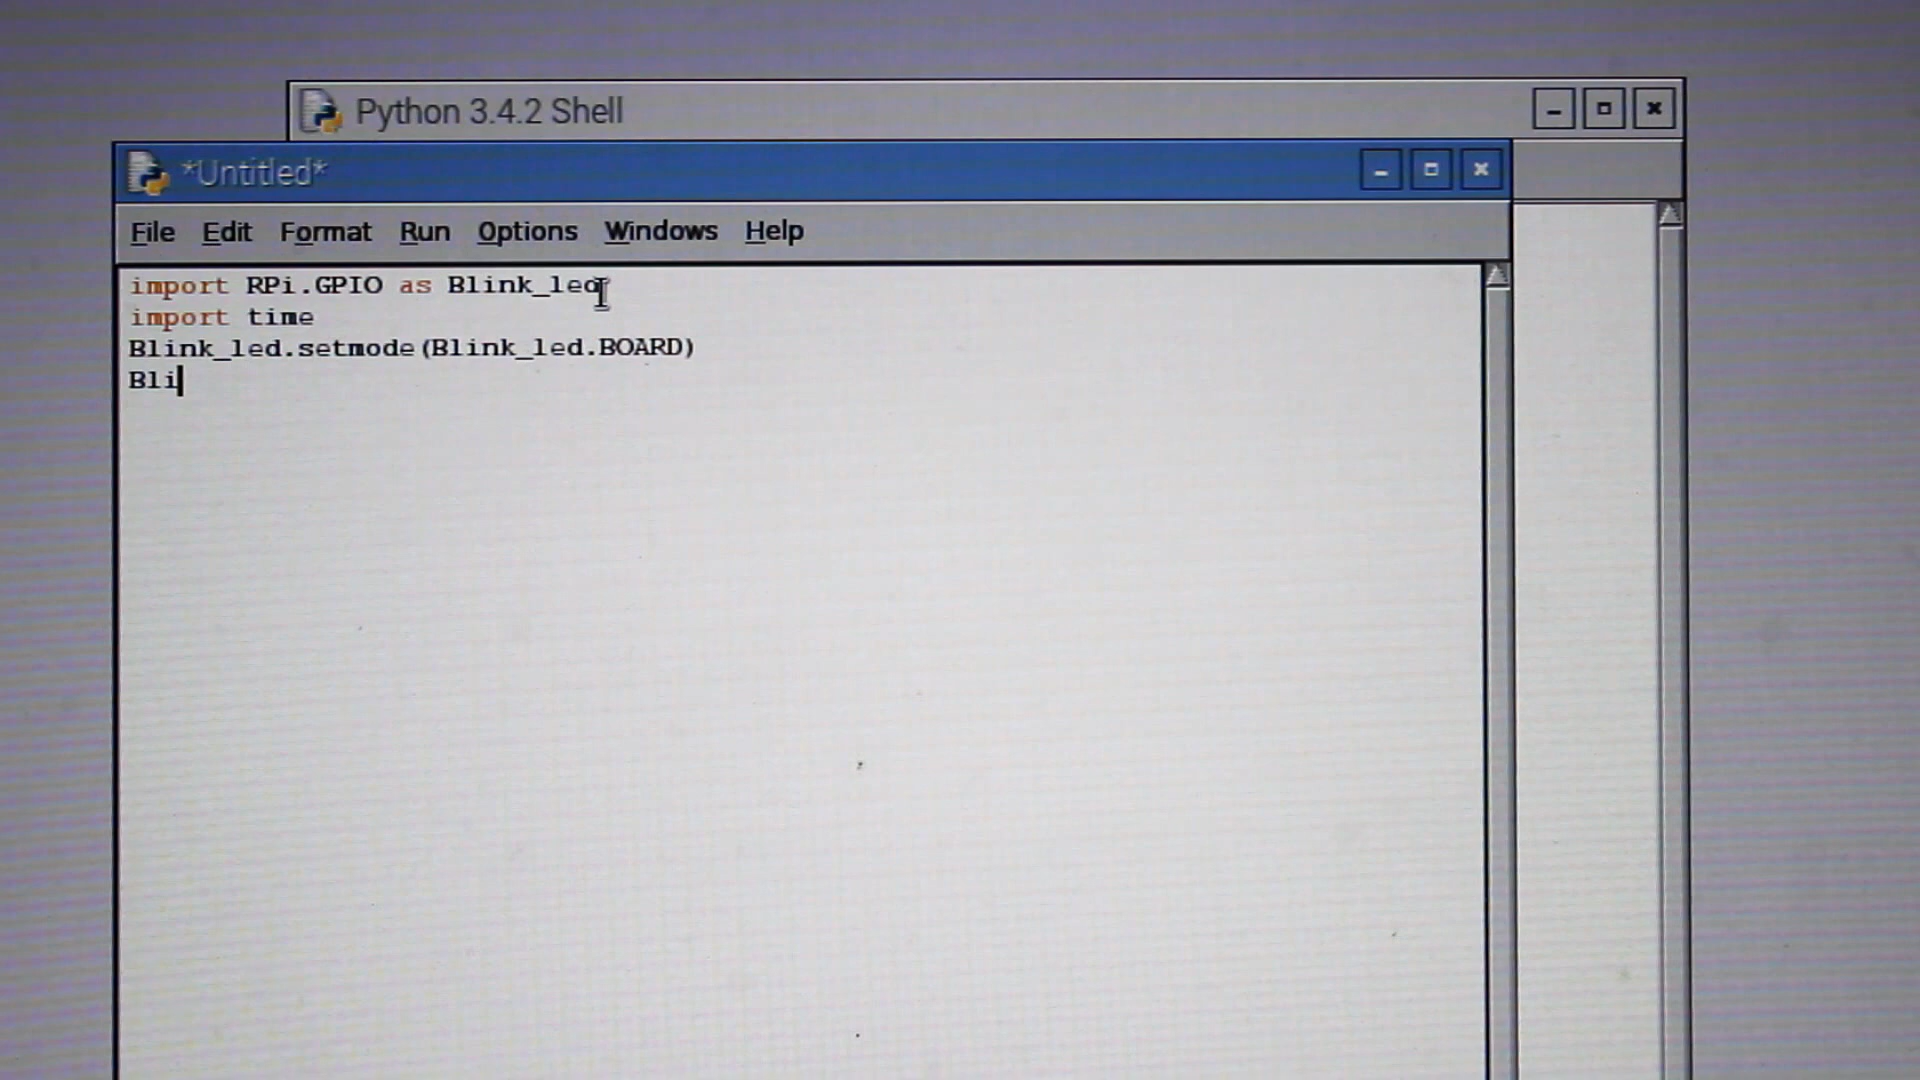 Python 3.4.2 Shell
*Untitled*
File Edit Format Run Options Windows Help
import RPi.GPIO as Blink_led
import time
Blink_led.setmode(Blink_led.BOARD)
Bli